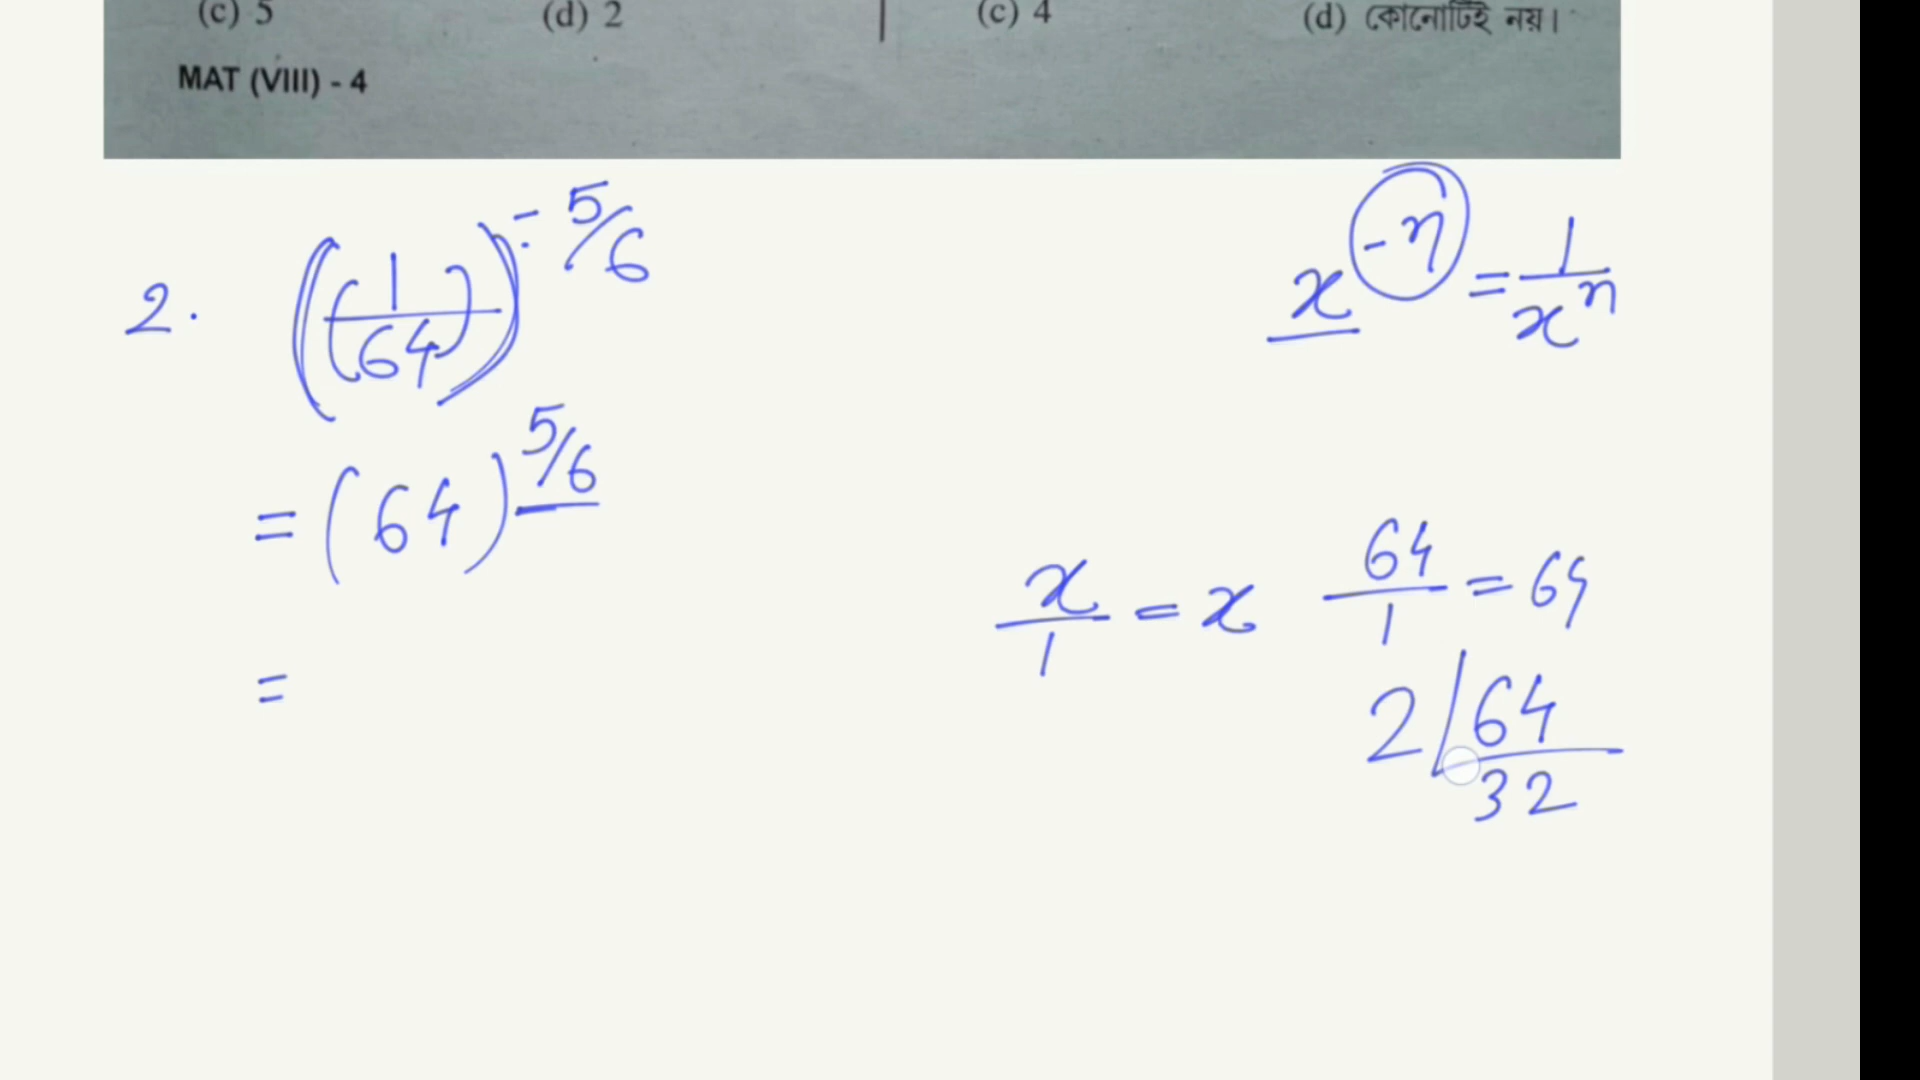 (c) 5 (d) 2 (c) 4 (d) কোনোটিই নয়।
MAT (VIII) - 4
2. ((1/64))^-5/6
x^-n = 1/x^n
= (64)^5/6
x/1 = x 64/1 = 64
=
2 | 64
32